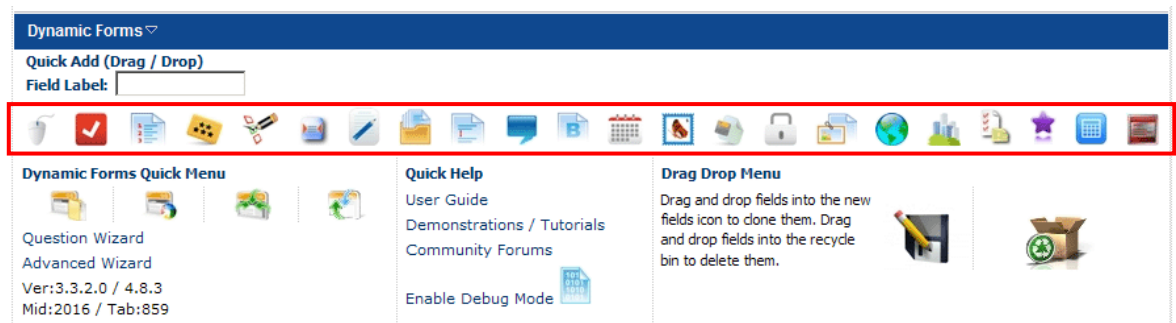 Dynamic Forms
Quick Add (Drag / Drop)
Field Label:
B
Dynamic Forms Quick Menu
Question Wizard
Advanced Wizard
Ver:3.3.2.0 / 4.8.3
Mid:2016 / Tab:859
Quick Help
User Guide
Demonstrations / Tutorials
Community Forums
Enable Debug Mode
Drag Drop Menu
Drag and drop fields into the new
fields icon to clone them. Drag
and drop fields into the recycle
bin to delete them.